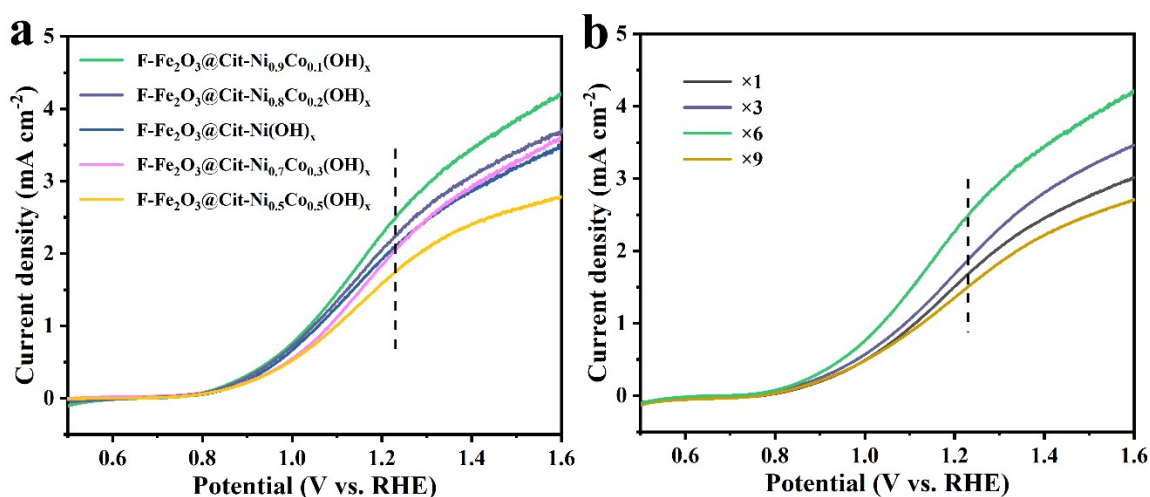 a
5
4
3
2
1
0
Current density (mA cm⁻²)
F-Fe₂O₃@Cit-Ni₀.₉Co₀.₁(OH)ₓ
F-Fe₂O₃@Cit-Ni₀.₈Co₀.₂(OH)ₓ
F-Fe₂O₃@Cit-Ni(OH)ₓ
F-Fe₂O₃@Cit-Ni₀.₇Co₀.₃(OH)ₓ
F-Fe₂O₃@Cit-Ni₀.₅Co₀.₅(OH)ₓ
0.6 0.8 1.0 1.2 1.4 1.6
Potential (V vs. RHE)
b
5
4
3
2
1
0
Current density (mA cm⁻²)
×1
×3
×6
×9
0.6 0.8 1.0 1.2 1.4 1.6
Potential (V vs. RHE)